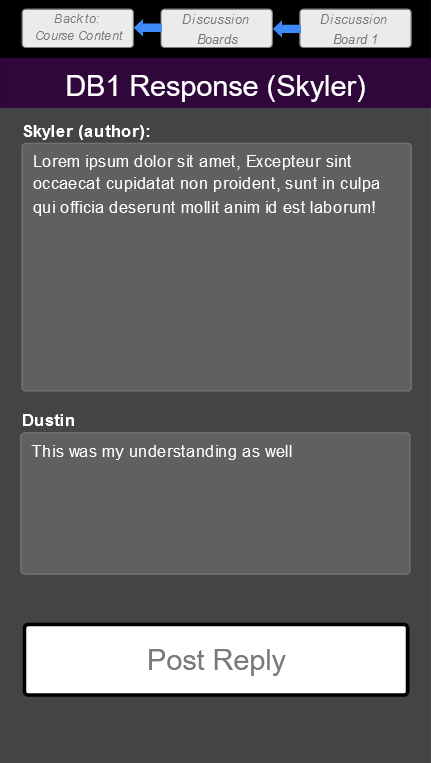 Back to:
Course Content
Discussion
Boards
Discussion
Board 1
DB1 Response (Skyler)
Skyler (author):
Lorem ipsum dolor sit amet, Excepteur sint
occaecat cupidatat non proident, sunt in culpa
qui officia deserunt mollit anim id est laborum!
Dustin
This was my understanding as well
Post Reply